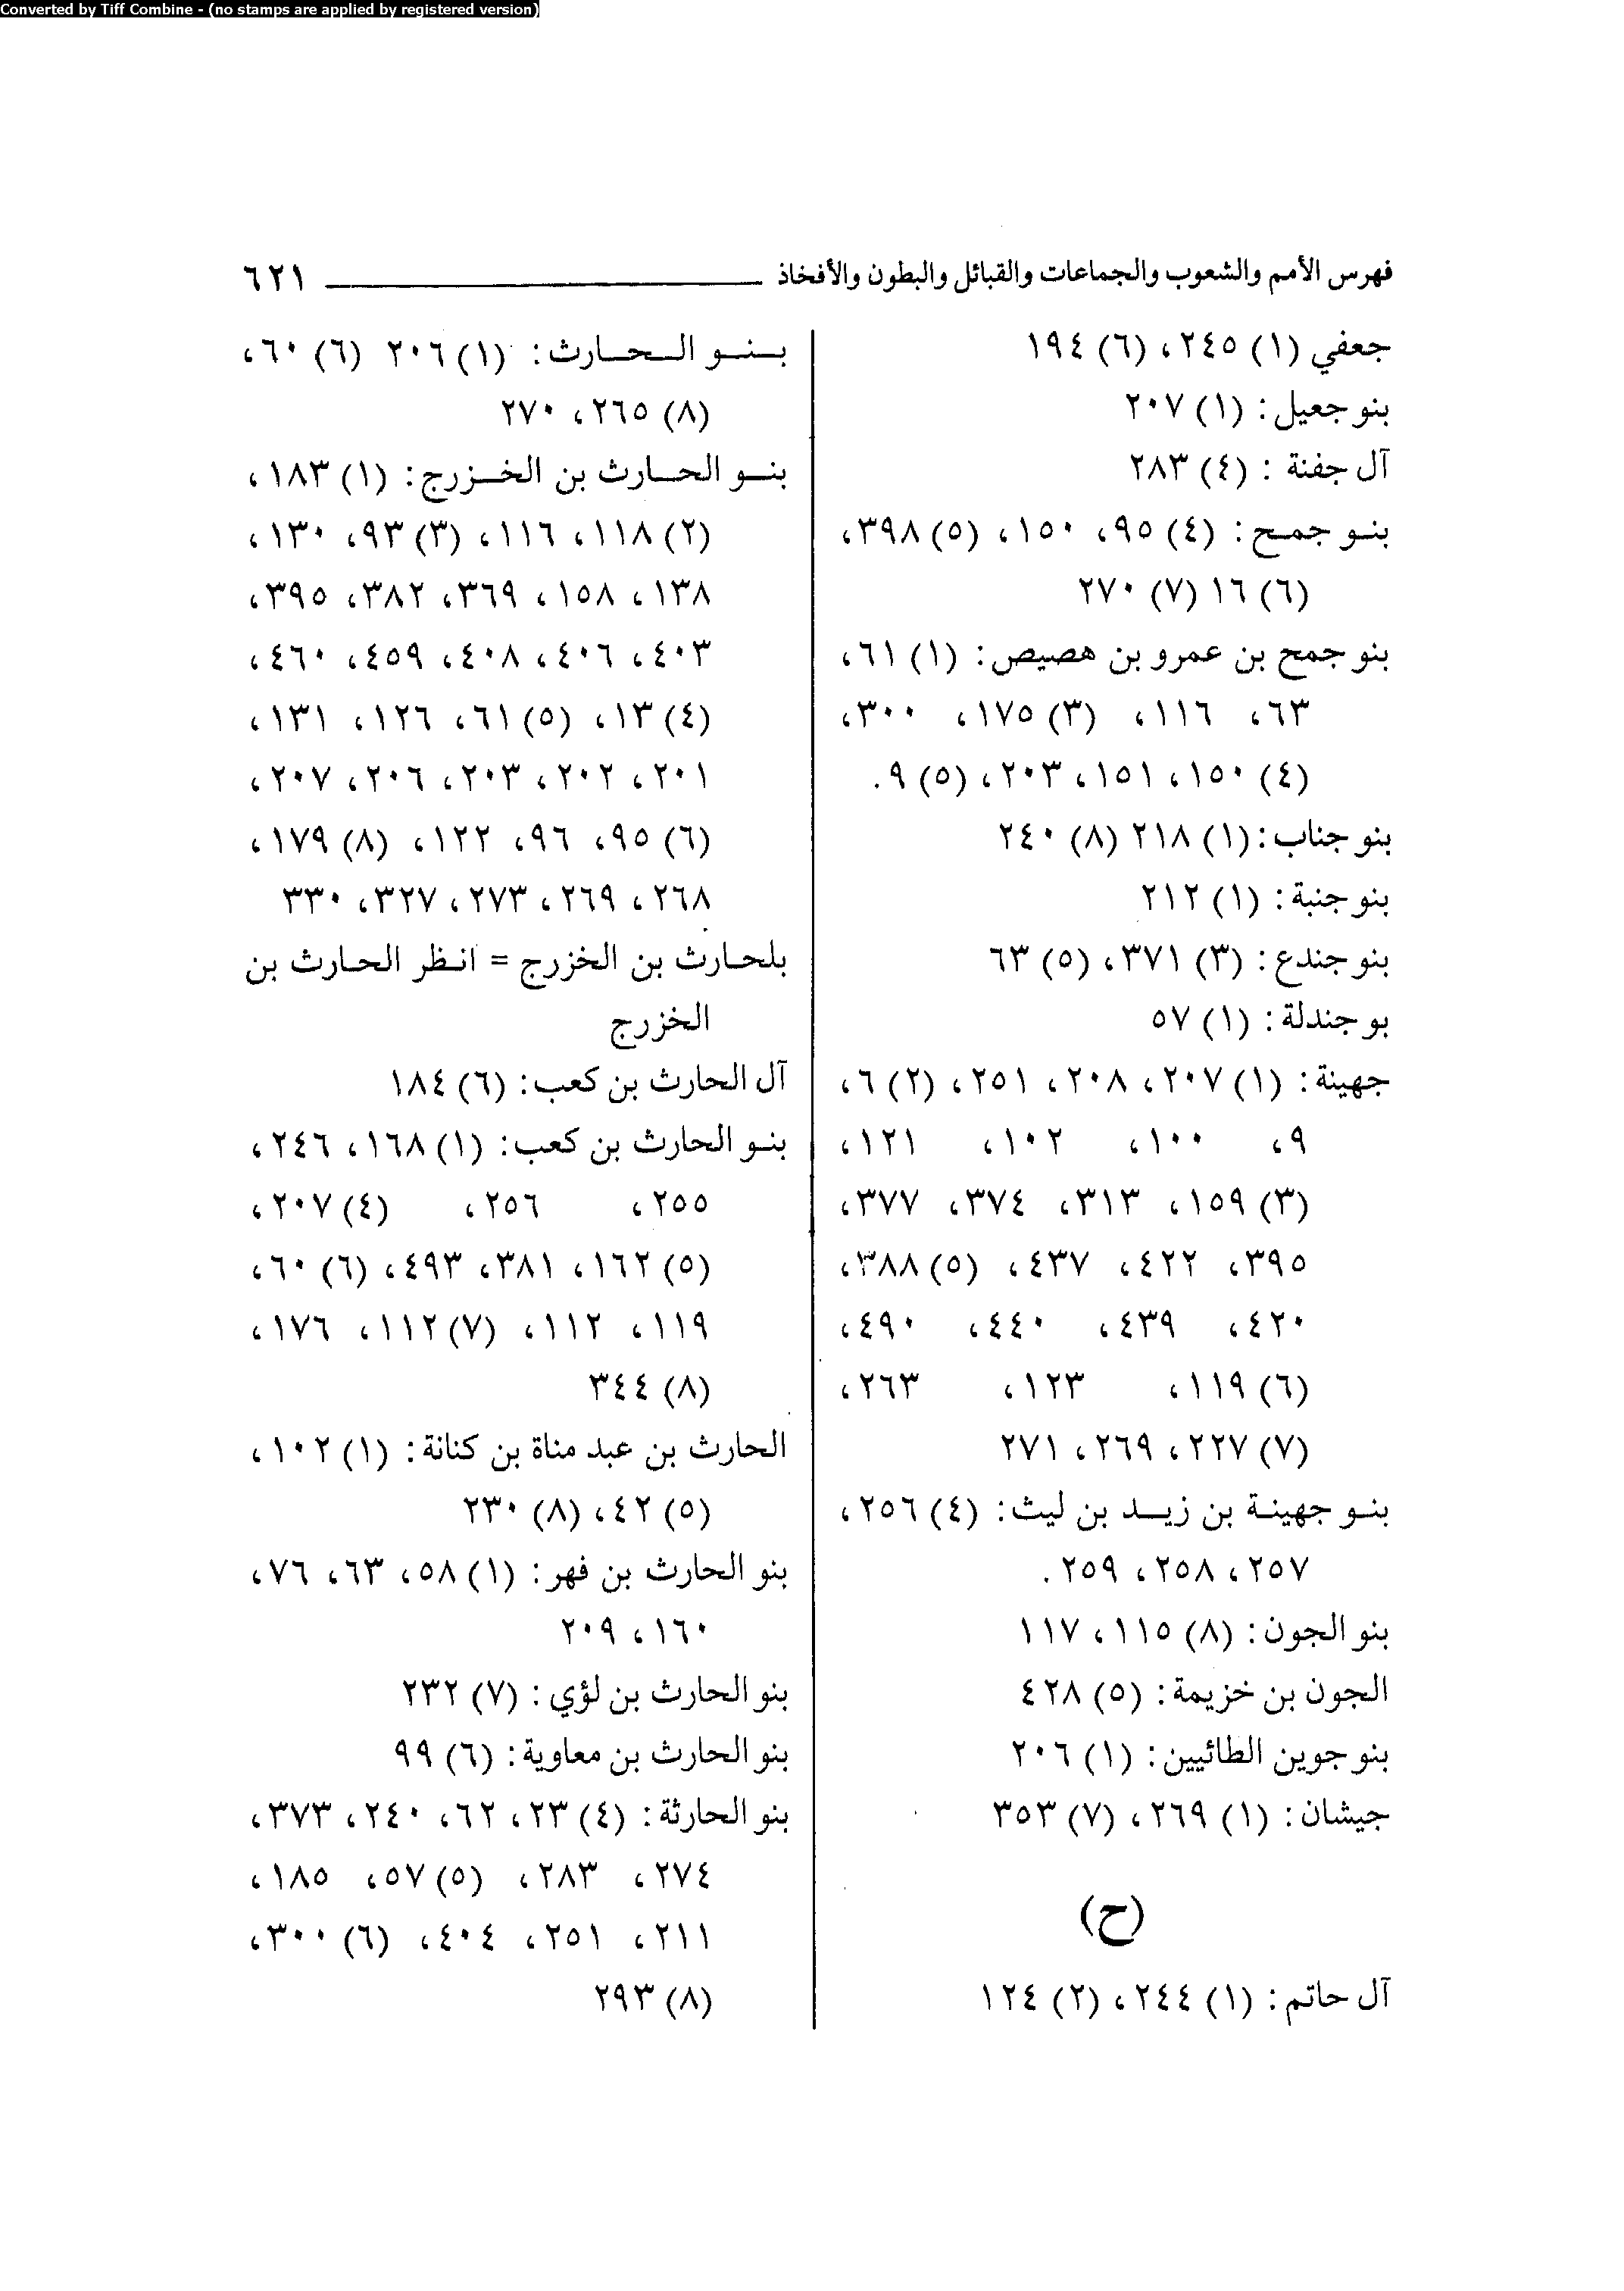 Converted by Tiff Combine - (no stamps are applied by registered version)
فهرس الأمم والشعوب والجماعات والقبائل والبطون والأفخاذ ٦٢١
جعفي (١) ٢٤٥، (٦) ١٩٤
بنو جعيل: (١) ٢٠٧
آل جفنة : (٤) ٢٨٣
بنو جمح: (٤) ٩٥، ١٥٠، (٥) ٣٩٨،
(٦) ١٦ (٧) ٢٧٠
بنو جمح بن عمرو بن هصيص: (١) ٦١،
٦٣، ١١٦، (٣) ١٧٥، ٣٠٠،
(٤) ١٥٠، ١٥١، ٢٠٣، (٥) ٩.
بنو جناب: (١) ٢١٨ (٨) ٢٤٠
بنو جنبة: (١) ٢١٢
بنو جندع: (٣) ٣٧١، (٥) ٦٣
بو جندلة: (١) ٥٧
جهينة: (١) ٢٠٧، ٢٠٨، ٢٥١، (٢) ٦،
٩، ١٠٠، ١٠٢، ١٢١،
(٣) ١٥٩، ٣١٣، ٣٧٤، ٣٧٧،
٣٩٥، ٤٢٢، ٤٣٧، (٥) ٣٨٨،
٤٢٠، ٤٣٩، ٤٤٠، ٤٩٠،
(٦) ١١٩، ١٢٣، ٢٦٣،
(٧) ٢٢٧، ٢٦٩، ٢٧١
بنو جهينة بن زيد بن ليث: (٤) ٢٥٦،
٢٥٧، ٢٥٨، ٢٥٩.
بنو الجون: (٨) ١١٥، ١١٧
الجون بن خزيمة: (٥) ٤٢٨
بنو جوين الطائيين: (١) ٢٠٦
جيشان: (١) ٢٦٩، (٧) ٣٥٣
(ح)
آل حاتم: (١) ٢٤٤، (٢) ١٢٤
بنو الحارث: (١) ٢٠٦ (٦) ٦٠،
(٨) ٢٦٥، ٢٧٠
بنو الحارث بن الخزرج: (١) ١٨٣،
(٢) ١١٨، ١١٦، (٣) ٩٣، ١٣٠،
١٣٨، ١٥٨، ٣٦٩، ٣٨٢، ٣٩٥،
٤٠٣، ٤٠٦، ٤٠٨، ٤٥٩، ٤٦٠،
(٤) ١٣، (٥) ٦١، ١٢٦، ١٣١،
٢٠١، ٢٠٢، ٢٠٣، ٢٠٦، ٢٠٧،
(٦) ٩٥، ٩٦، ١٢٢، (٨) ١٧٩،
٢٦٨، ٢٦٩، ٢٧٣، ٣٢٧، ٣٣٠
بلحارث بن الخزرج = انظر الحارث بن
الخزرج
آل الحارث بن كعب: (٦) ١٨٤
بنو الحارث بن كعب: (١) ١٦٨، ٢٤٦،
٢٥٥، ٢٥٦، (٤) ٢٠٧،
(٥) ١٦٢، ٣٨١، ٤٩٣، (٦) ٦٠،
١١٩، ١١٢، (٧) ١١٢، ١٧٦،
(٨) ٣٤٤
الحارث بن عبد مناة بن كنانة: (١) ١٠٢،
(٥) ٤٢، (٨) ٢٣٠
بنو الحارث بن فهر: (١) ٥٨، ٦٣، ٧٦،
١٦٠، ٢٠٩
بنو الحارث بن لؤي: (٧) ٢٣٢
بنو الحارث بن معاوية: (٦) ٩٩
بنو الحارثة: (٤) ٢٣، ٦٢، ٢٤٠، ٣٧٣،
٢٧٤، ٢٨٣، (٥) ٥٧، ١٨٥،
٢١١، ٢٥١، ٤٠٤، (٦) ٣٠٠،
(٨) ٢٩٣